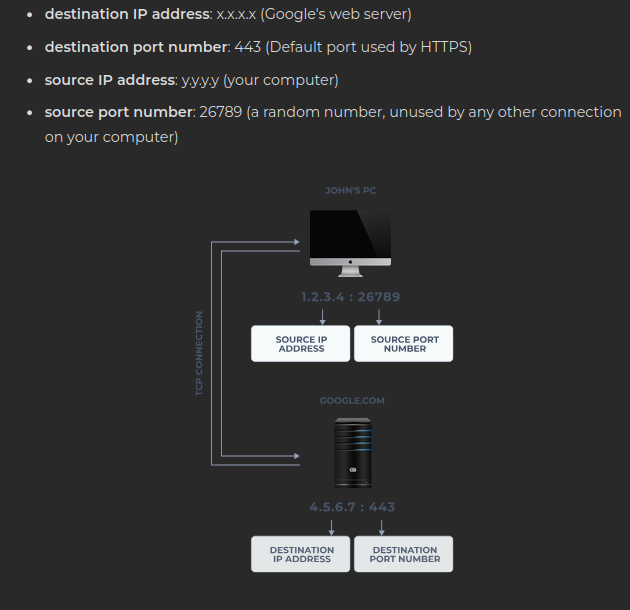 destination IP address: x.x.x.x (Google's web server)
destination port number: 443 (Default port used by HTTPS)
source IP address: y.y.y.y (your computer)
source port number: 26789 (a random number, unused by any other connection
on your computer)
JOHN'S PC
1.2.3.4 : 26789
SOURCE IP
ADDRESS
SOURCE PORT
NUMBER
TCP CONNECTION
GOOGLE.COM
4.5.6.7 : 443
DESTINATION
IP ADDRESS
DESTINATION
PORT NUMBER